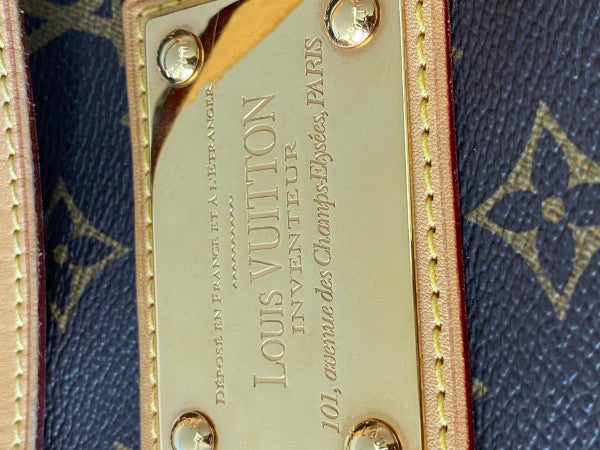 DÉPOSÉ EN FRANCE ET À L'ÉTRANGER
LOUIS VUITTON
INVENTEUR
101, avenue des Champs-Elysées, PARIS